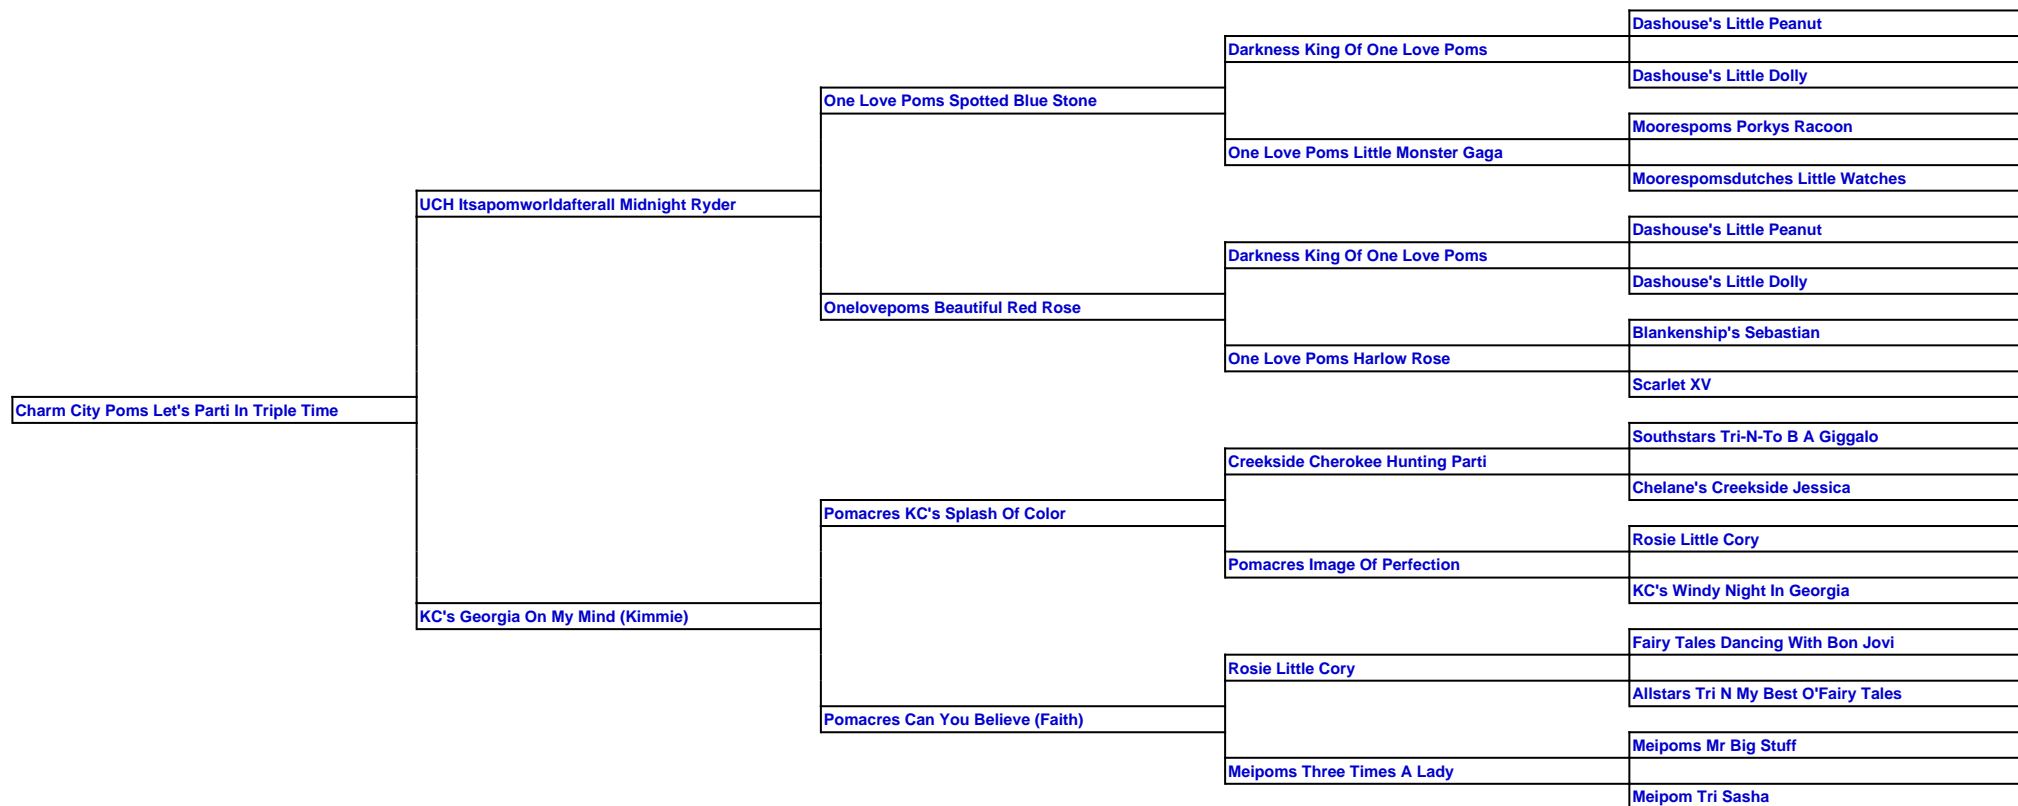 Dashouse's Little Peanut
Darkness King Of One Love Poms
Dashouse's Little Dolly
One Love Poms Spotted Blue Stone
Moorespoms Porkys Racoon
One Love Poms Little Monster Gaga
Moorespomsdutches Little Watches
UCH Itsapomworldafterall Midnight Ryder
Dashouse's Little Peanut
Darkness King Of One Love Poms
Dashouse's Little Dolly
Onelovepoms Beautiful Red Rose
Blankenship's Sebastian
One Love Poms Harlow Rose
Scarlet XV
Charm City Poms Let's Parti In Triple Time
Southstars Tri-N-To B A Giggalo
Creekside Cherokee Hunting Parti
Chelane's Creekside Jessica
Pomacres KC's Splash Of Color
Rosie Little Cory
Pomacres Image Of Perfection
KC's Windy Night In Georgia
KC's Georgia On My Mind (Kimmie)
Fairy Tales Dancing With Bon Jovi
Rosie Little Cory
Allstars Tri N My Best O'Fairy Tales
Pomacres Can You Believe (Faith)
Meipoms Mr Big Stuff
Meipoms Three Times A Lady
Meipom Tri Sasha